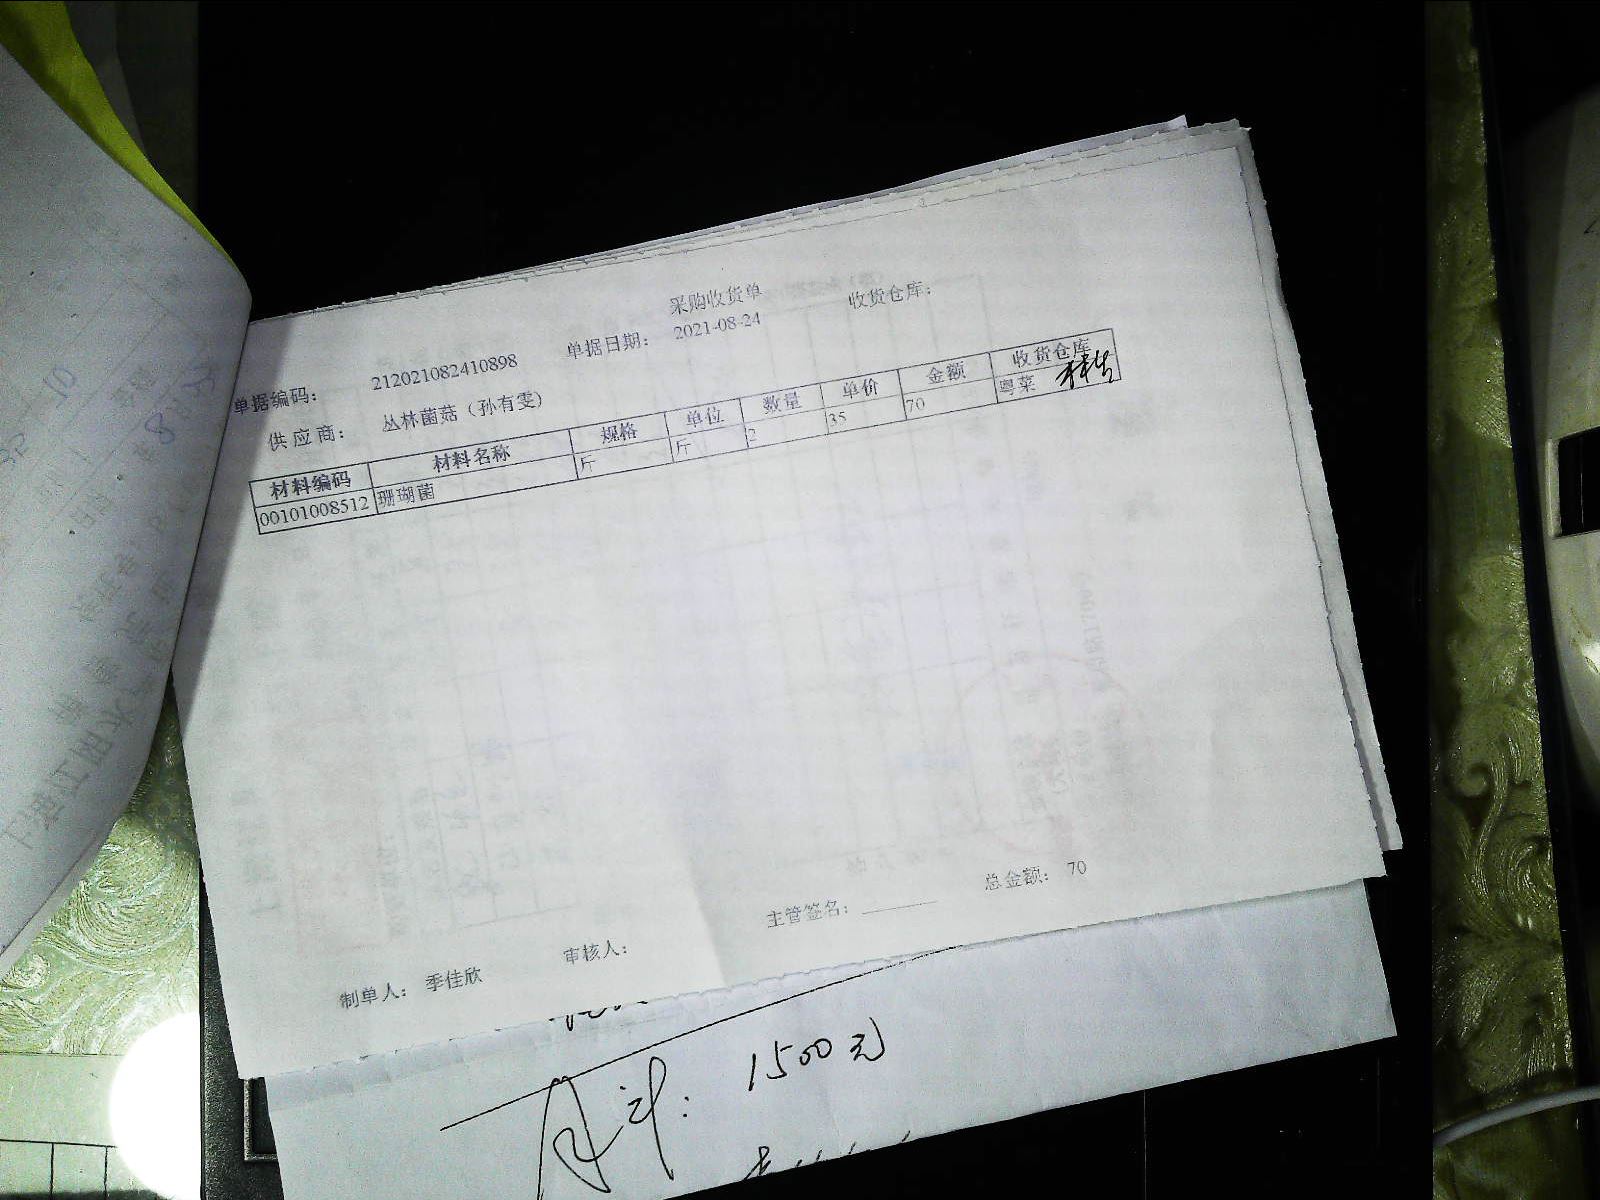 采购收货单
单据编码： 212021082410898 单据日期： 2021-08-24 收货仓库：
供应商： 丛林菌菇（孙有雯）
材料编码 材料名称 规格 单位 数量 单价 金额 收货仓库
00101008512 珊瑚菌 斤 斤 2 35 70 粤菜
制单人： 季佳欣 审核人： 主管签名： 总金额： 70
1500元